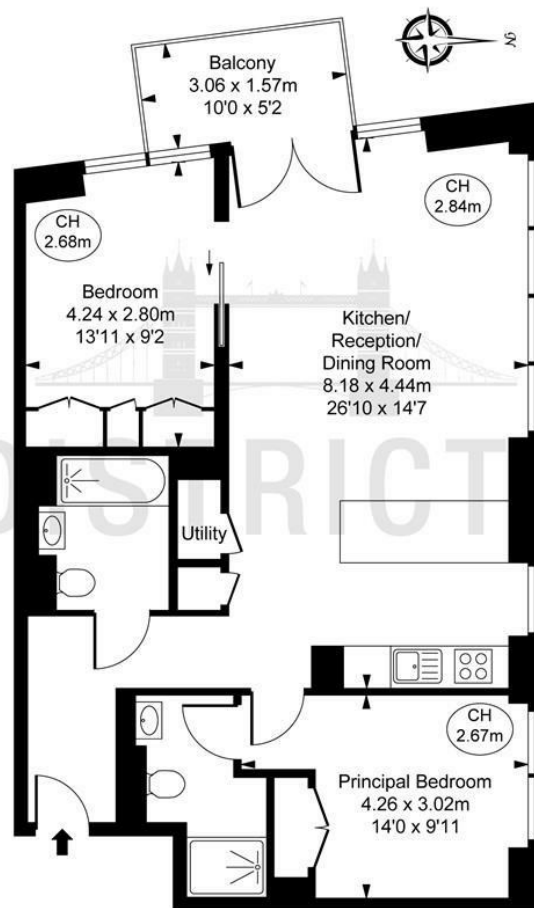 Balcony
3.06 x 1.57m
10'0 x 5'2
N
CH
2.68m
CH
2.84m
Bedroom
4.24 x 2.80m
13'11 x 9'2
Kitchen/
Reception/
Dining Room
8.18 x 4.44m
26'10 x 14'7
DISTRICT
Utility
CH
2.67m
Principal Bedroom
4.26 x 3.02m
14'0 x 9'11